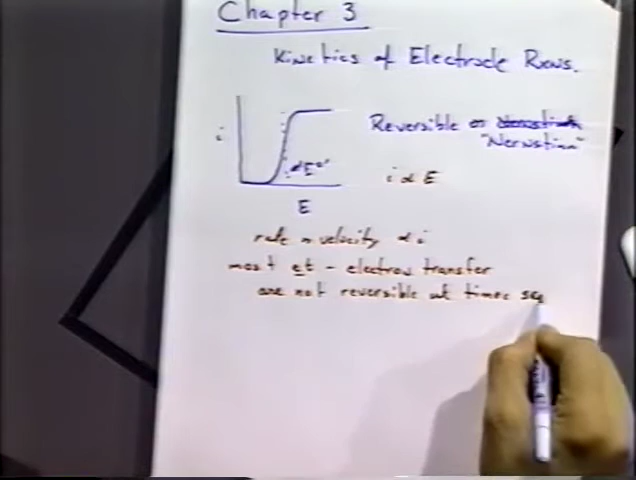 Chapter 3
Kinetics of Electrode Rxns.
i
Reversible or
"Nernstian"
E°'
i α E
E
rate or velocity α i
most et - electron transfer
are not reversible at times